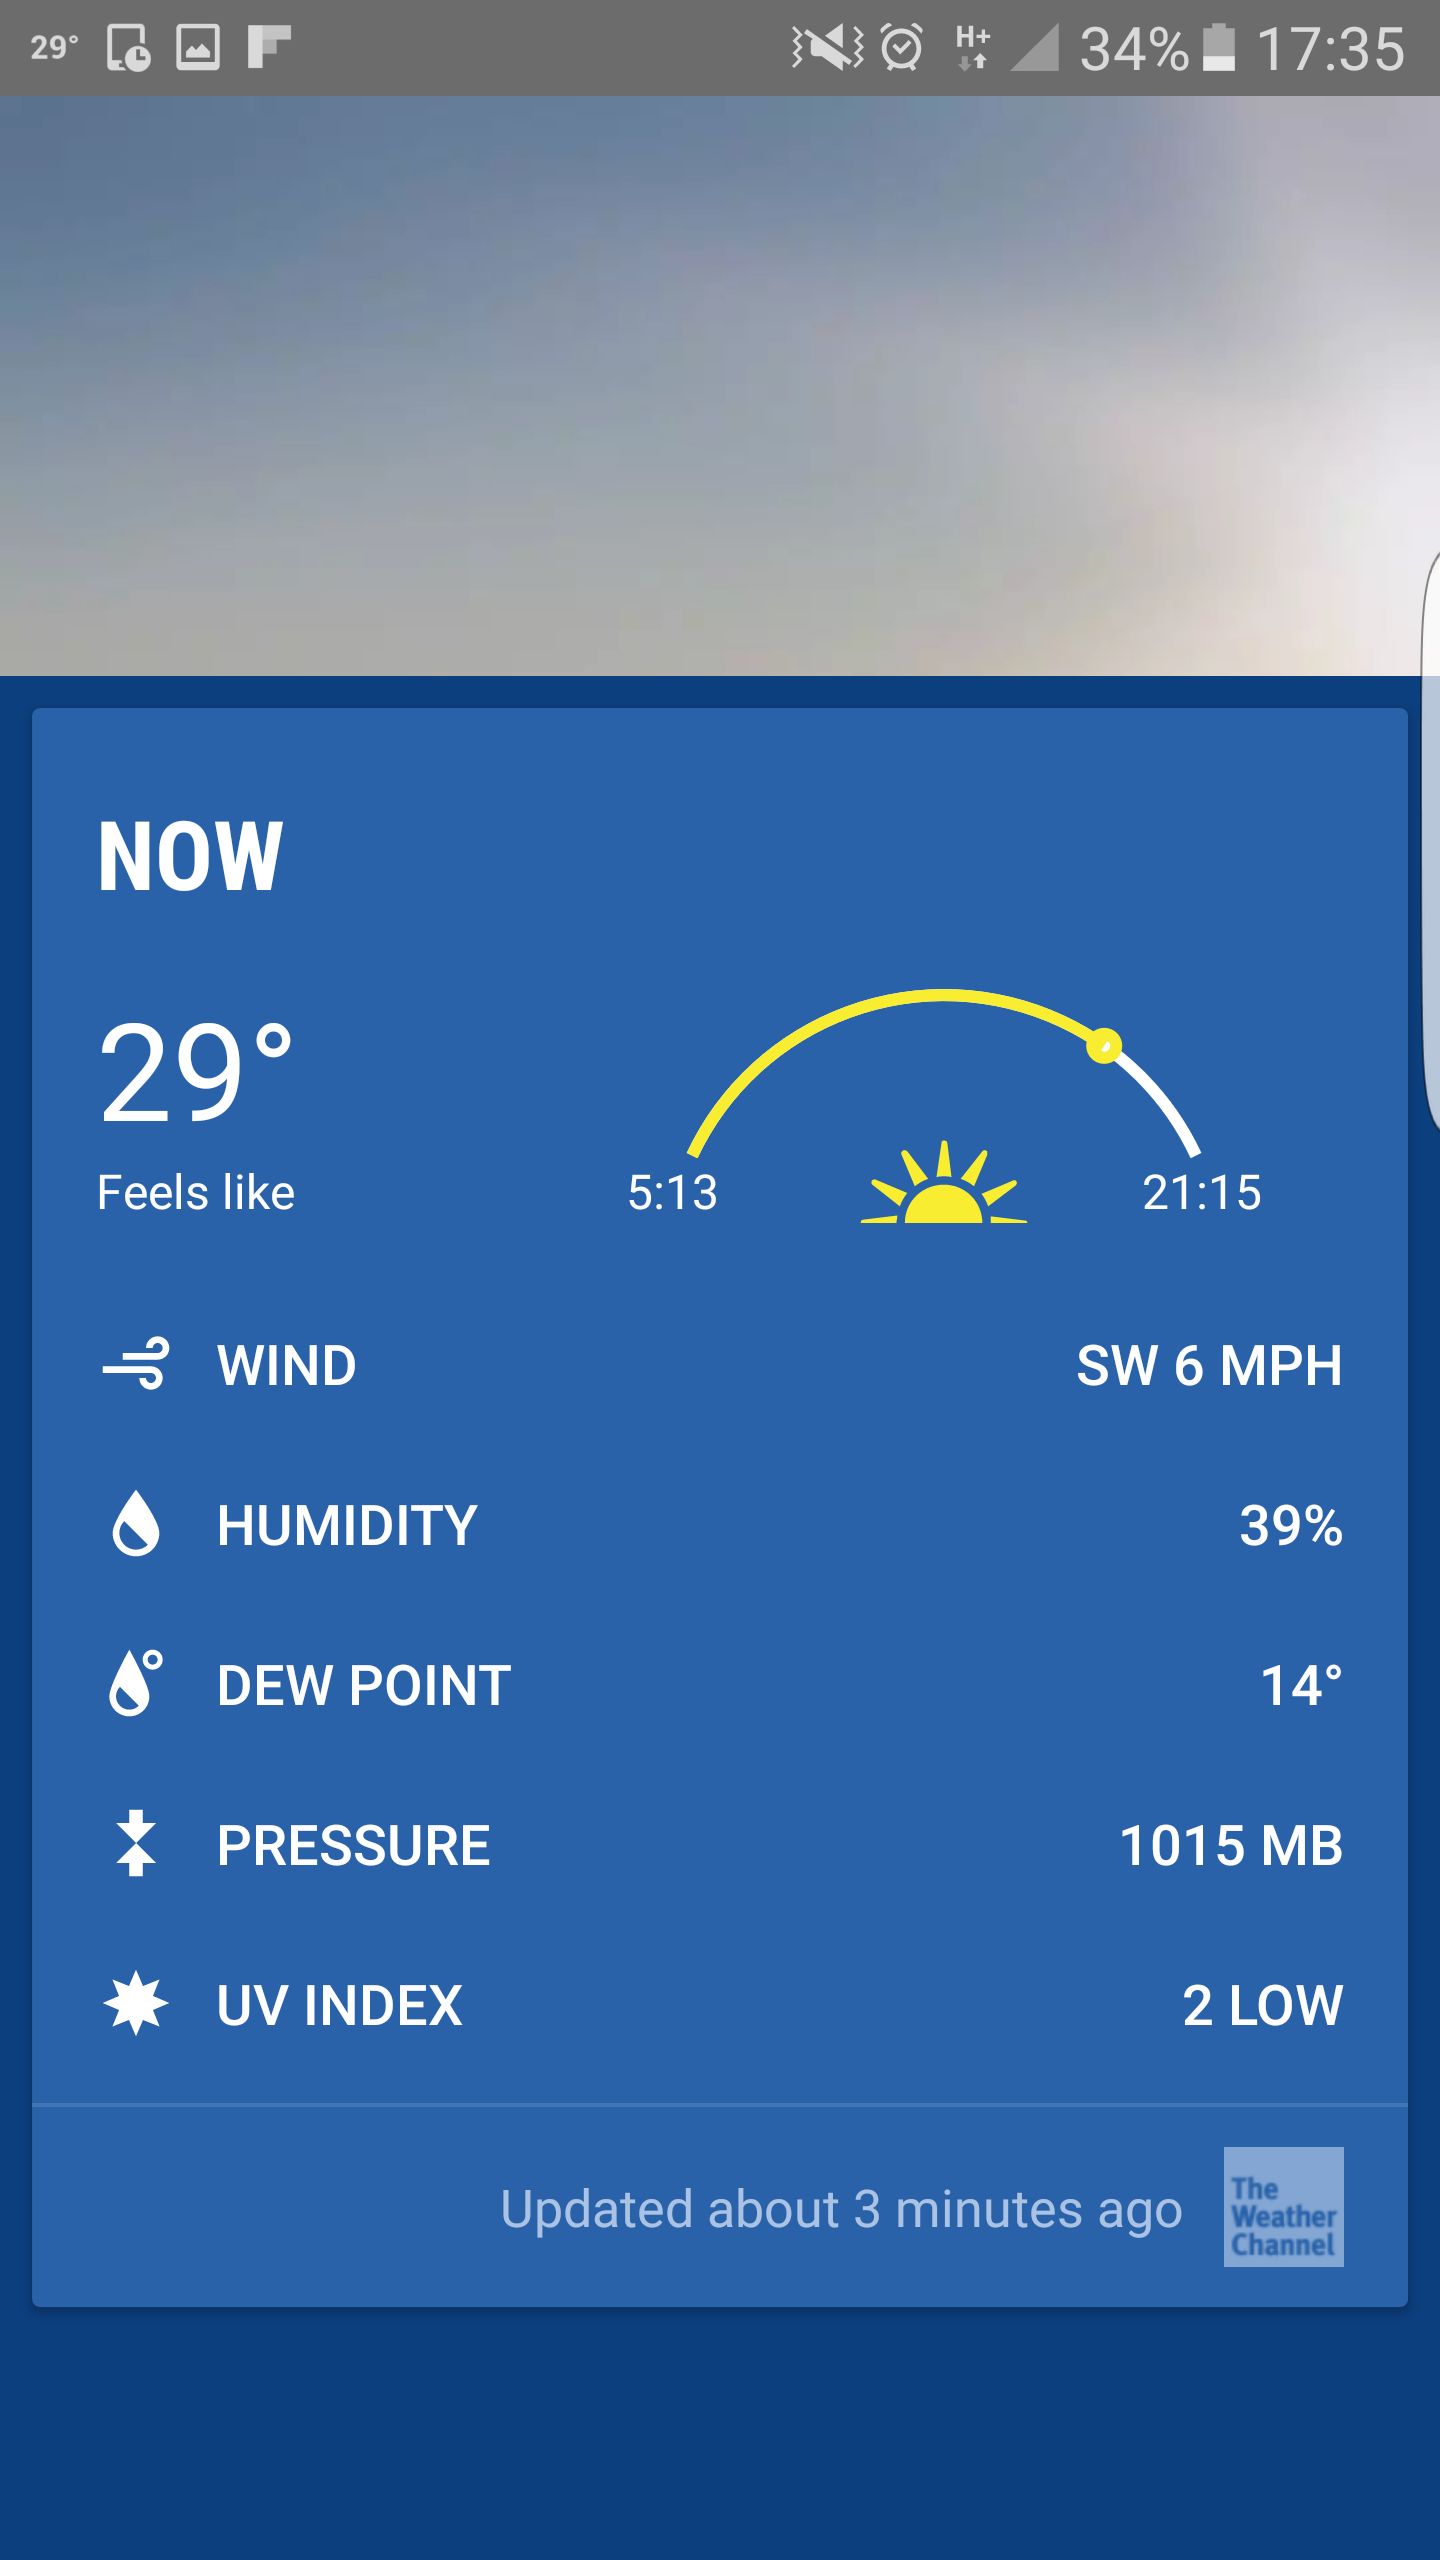 29° H+ 34% 17:35
NOW
29°
Feels like
5:13 21:15
WIND SW 6 MPH
HUMIDITY 39%
DEW POINT 14°
PRESSURE 1015 MB
UV INDEX 2 LOW
Updated about 3 minutes ago
The
Weather
Channel